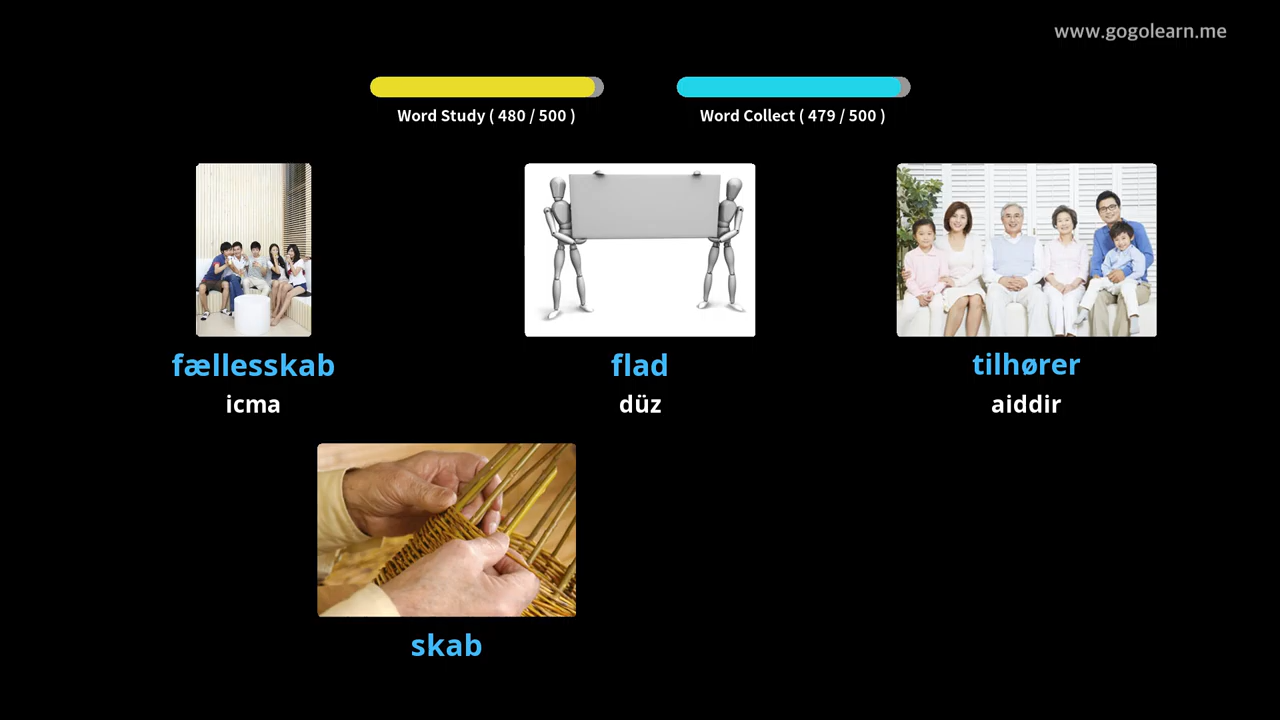 www.gogolearn.me
Word Study ( 480 / 500 )
Word Collect ( 479 / 500 )
fællesskab
icma
flad
düz
tilhører
aiddir
skab